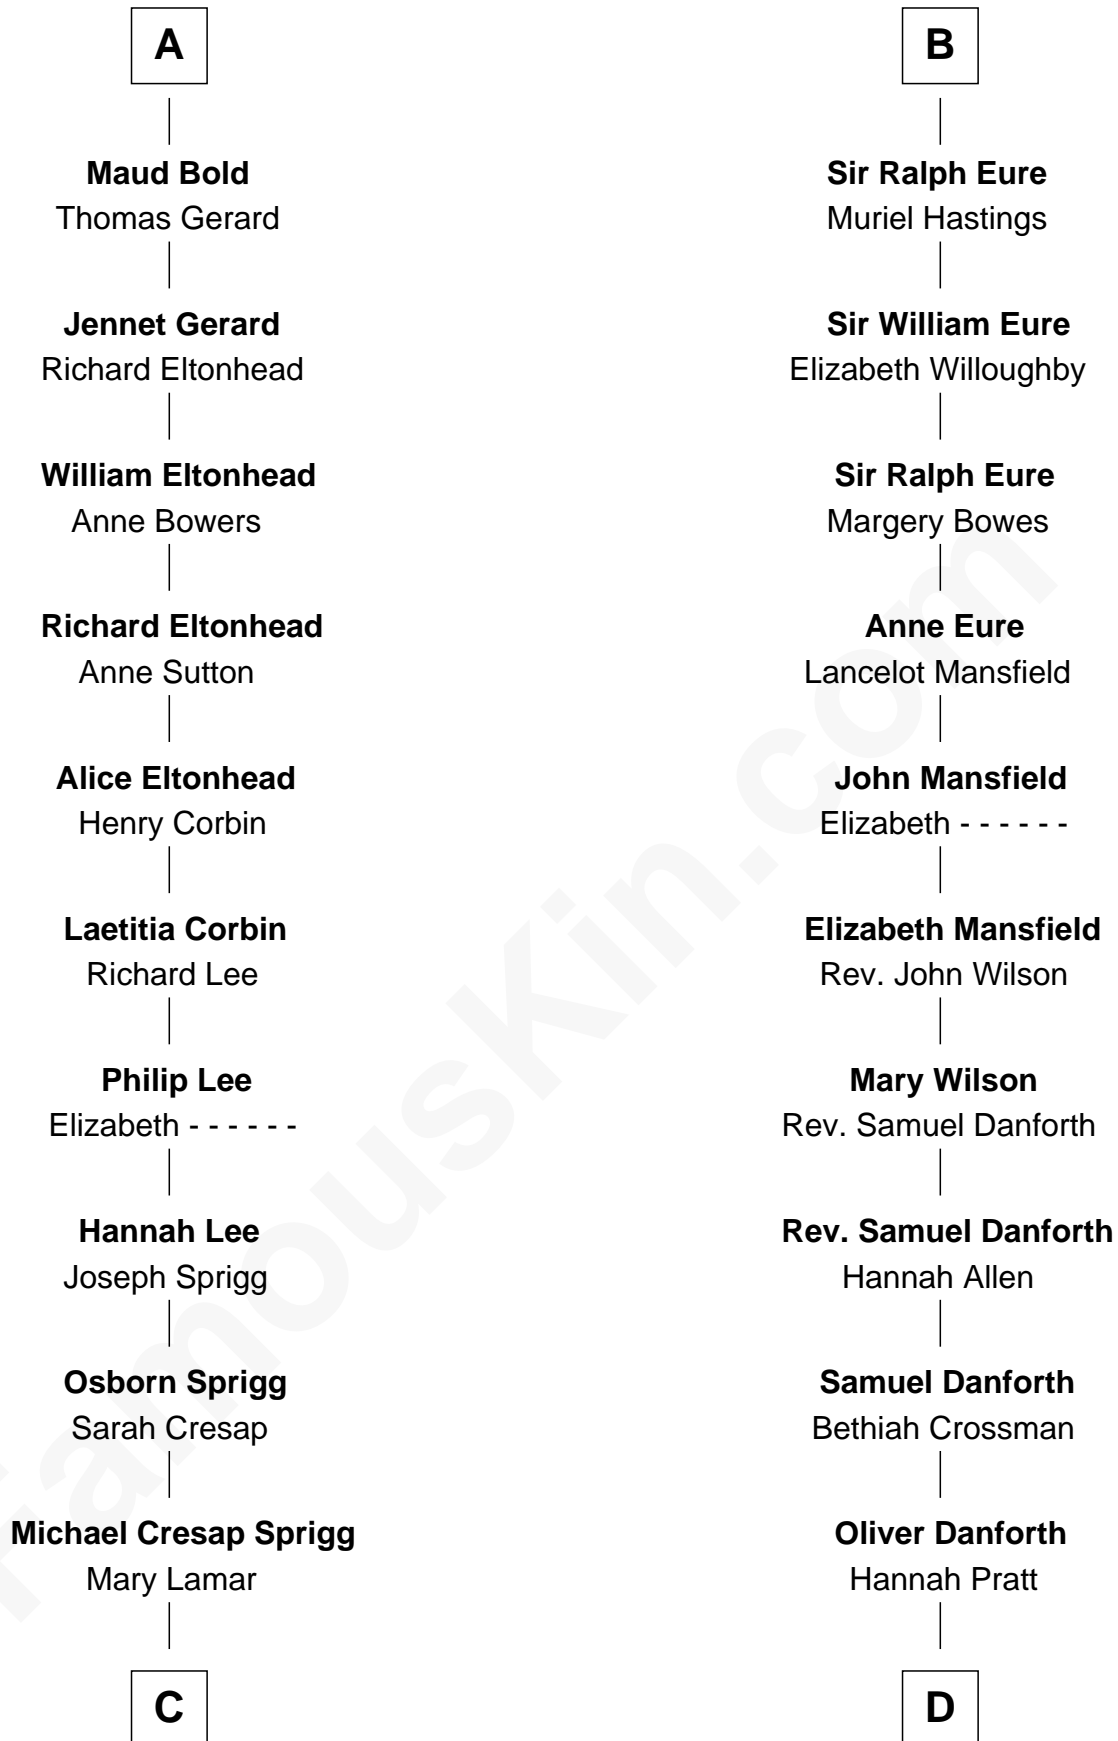 A
Maud Bold
Thomas Gerard
Jennet Gerard
Richard Eltonhead
William Eltonhead
Anne Bowers
Richard Eltonhead
Anne Sutton
Alice Eltonhead
Henry Corbin
Laetitia Corbin
Richard Lee
Philip Lee
Elizabeth - - - - - -
Hannah Lee
Joseph Sprigg
Osborn Sprigg
Sarah Cresap
Michael Cresap Sprigg
Mary Lamar
C
B
Sir Ralph Eure
Muriel Hastings
Sir William Eure
Elizabeth Willoughby
Sir Ralph Eure
Margery Bowes
Anne Eure
Lancelot Mansfield
John Mansfield
Elizabeth - - - - - -
Elizabeth Mansfield
Rev. John Wilson
Mary Wilson
Rev. Samuel Danforth
Rev. Samuel Danforth
Hannah Allen
Samuel Danforth
Bethiah Crossman
Oliver Danforth
Hannah Pratt
D
FamousKin.com